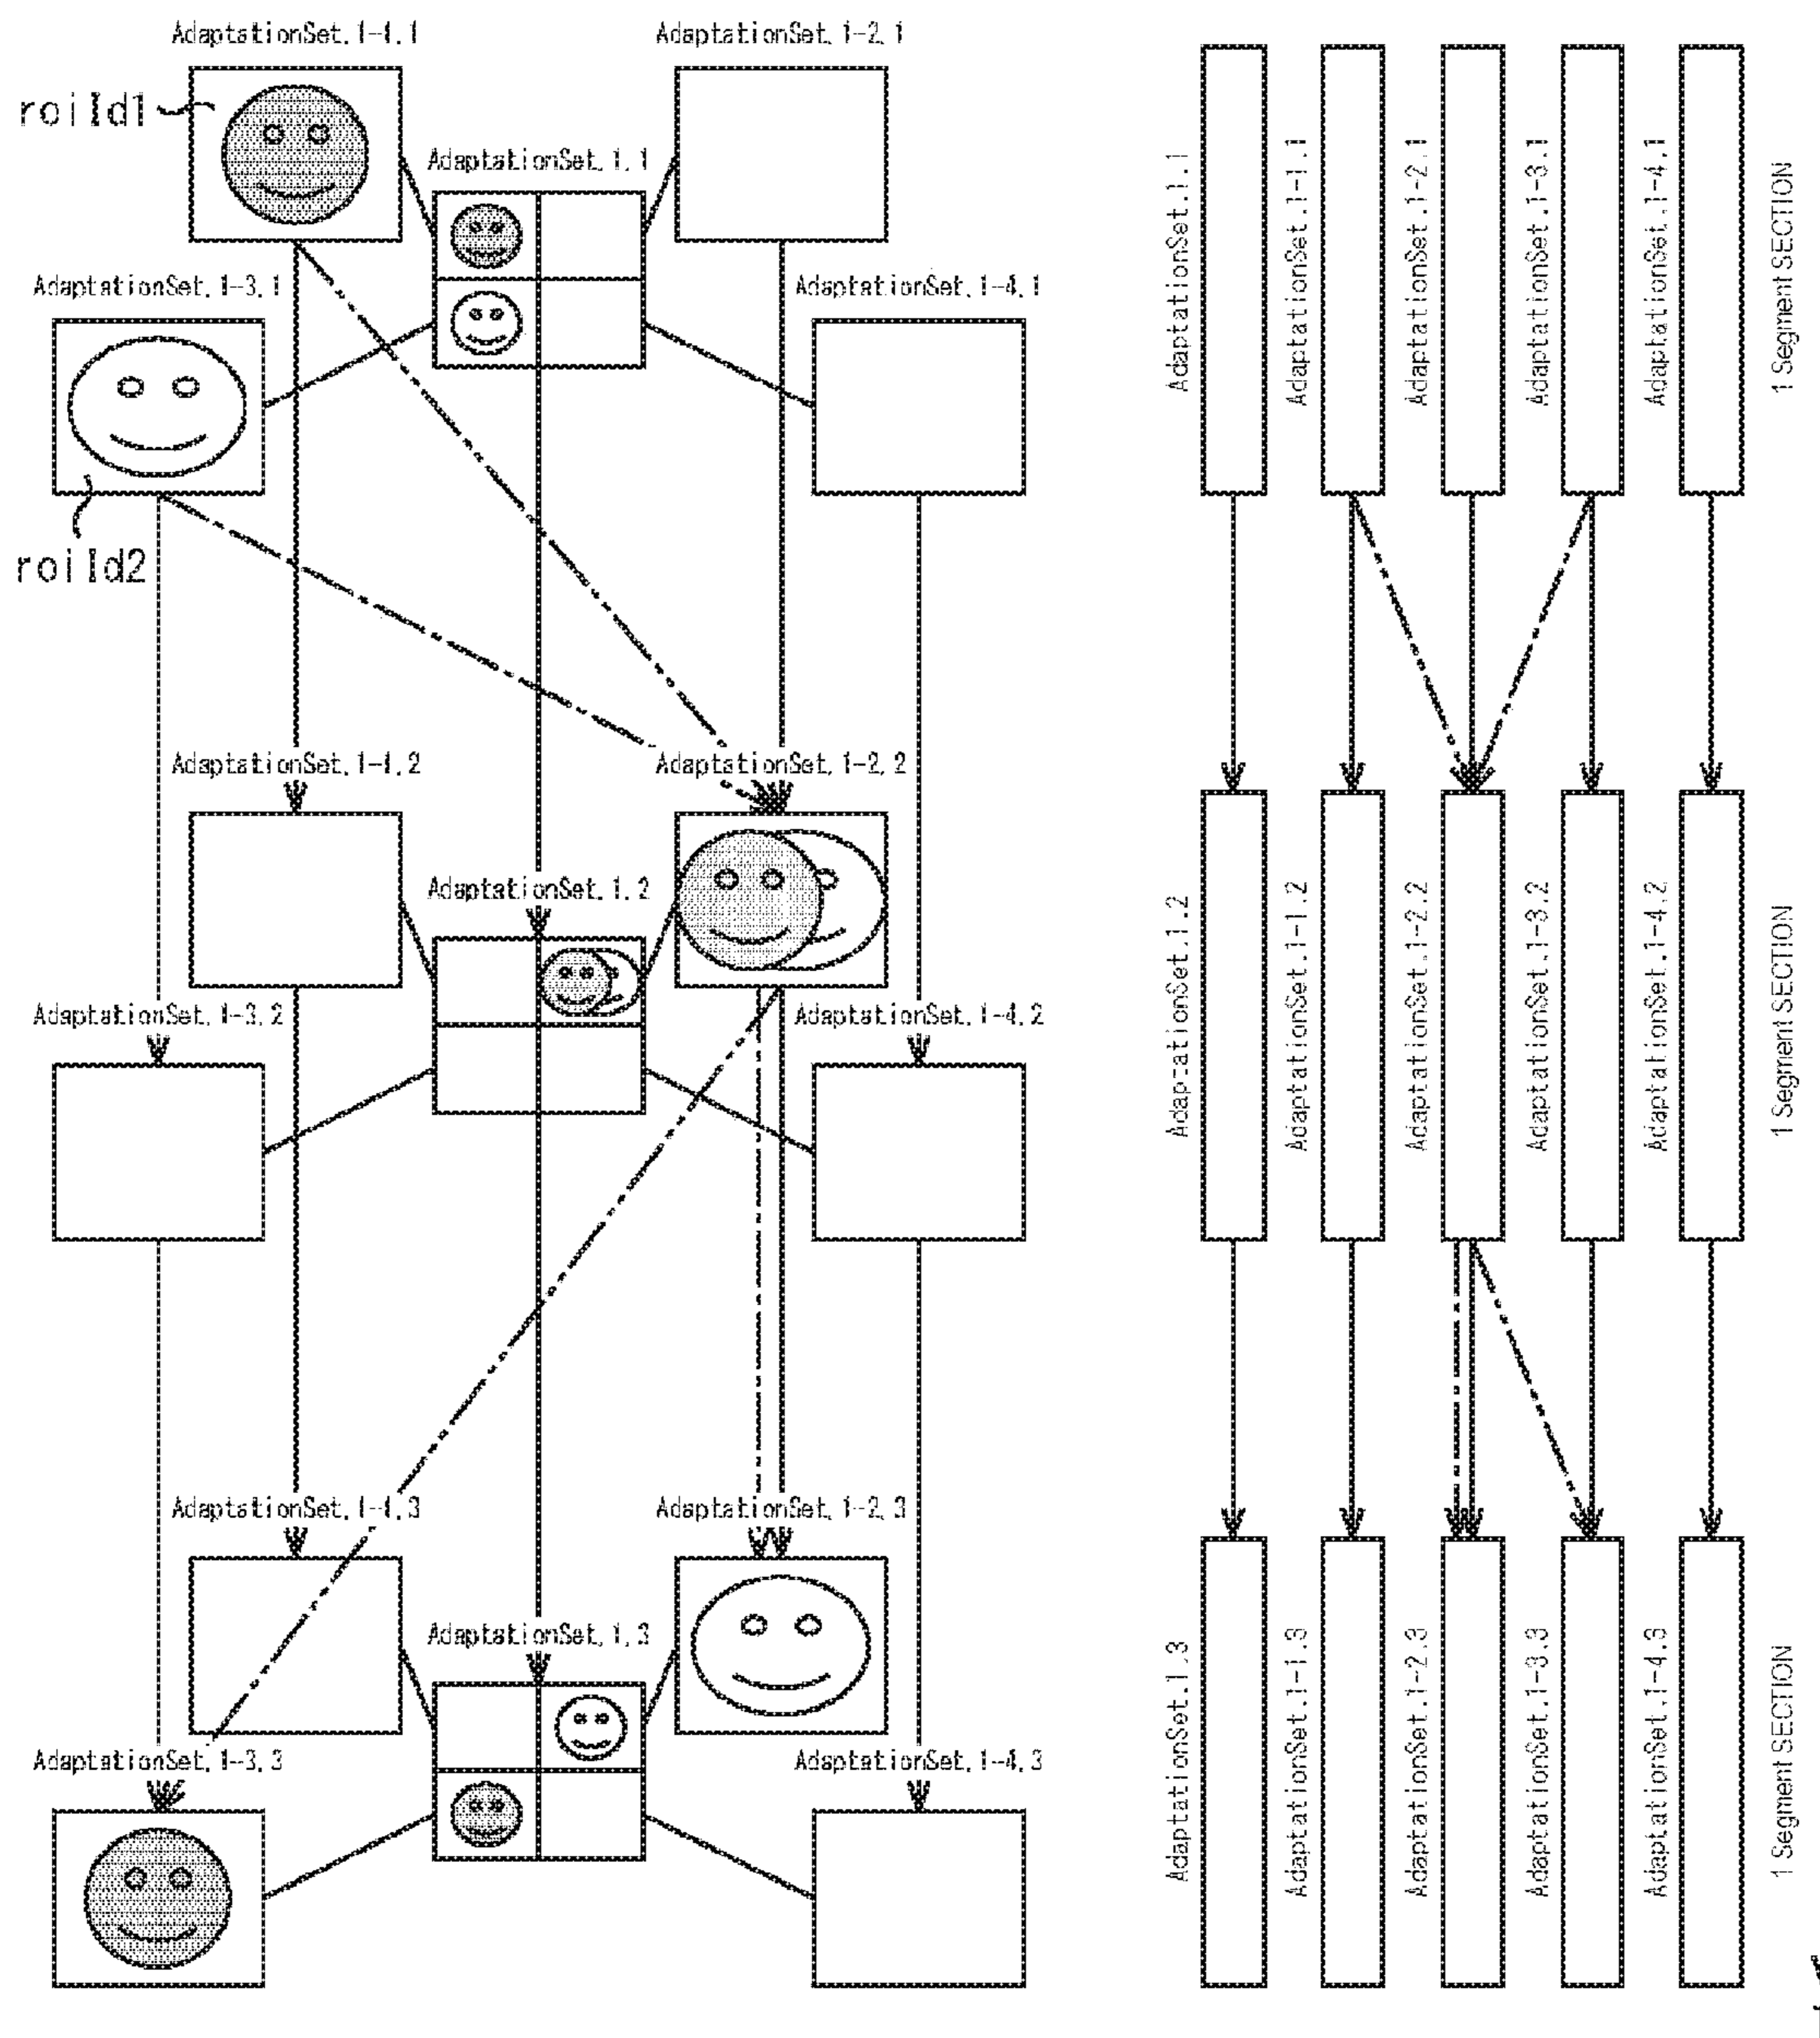 AdaptationSet.1-1.1
AdaptationSet.1-2.1
roiId1
AdaptationSet.1.1
AdaptationSet.1-3.1
AdaptationSet.1-4.1
roiId2
AdaptationSet.1-1.2
AdaptationSet.1-2.2
AdaptationSet.1.2
AdaptationSet.1-3.2
AdaptationSet.1-4.2
AdaptationSet.1-1.3
AdaptationSet.1-2.3
AdaptationSet.1.3
AdaptationSet.1-3.3
AdaptationSet.1-4.3
AdaptationSet.1.1
AdaptationSet.1-1.1
AdaptationSet.1-2.1
AdaptationSet.1-3.1
AdaptationSet.1-4.1
1 Segment SECTION
AdaptationSet.1.2
AdaptationSet.1-1.2
AdaptationSet.1-2.2
AdaptationSet.1-3.2
AdaptationSet.1-4.2
1 Segment SECTION
AdaptationSet.1.3
AdaptationSet.1-1.3
AdaptationSet.1-2.3
AdaptationSet.1-3.3
AdaptationSet.1-4.3
1 Segment SECTION